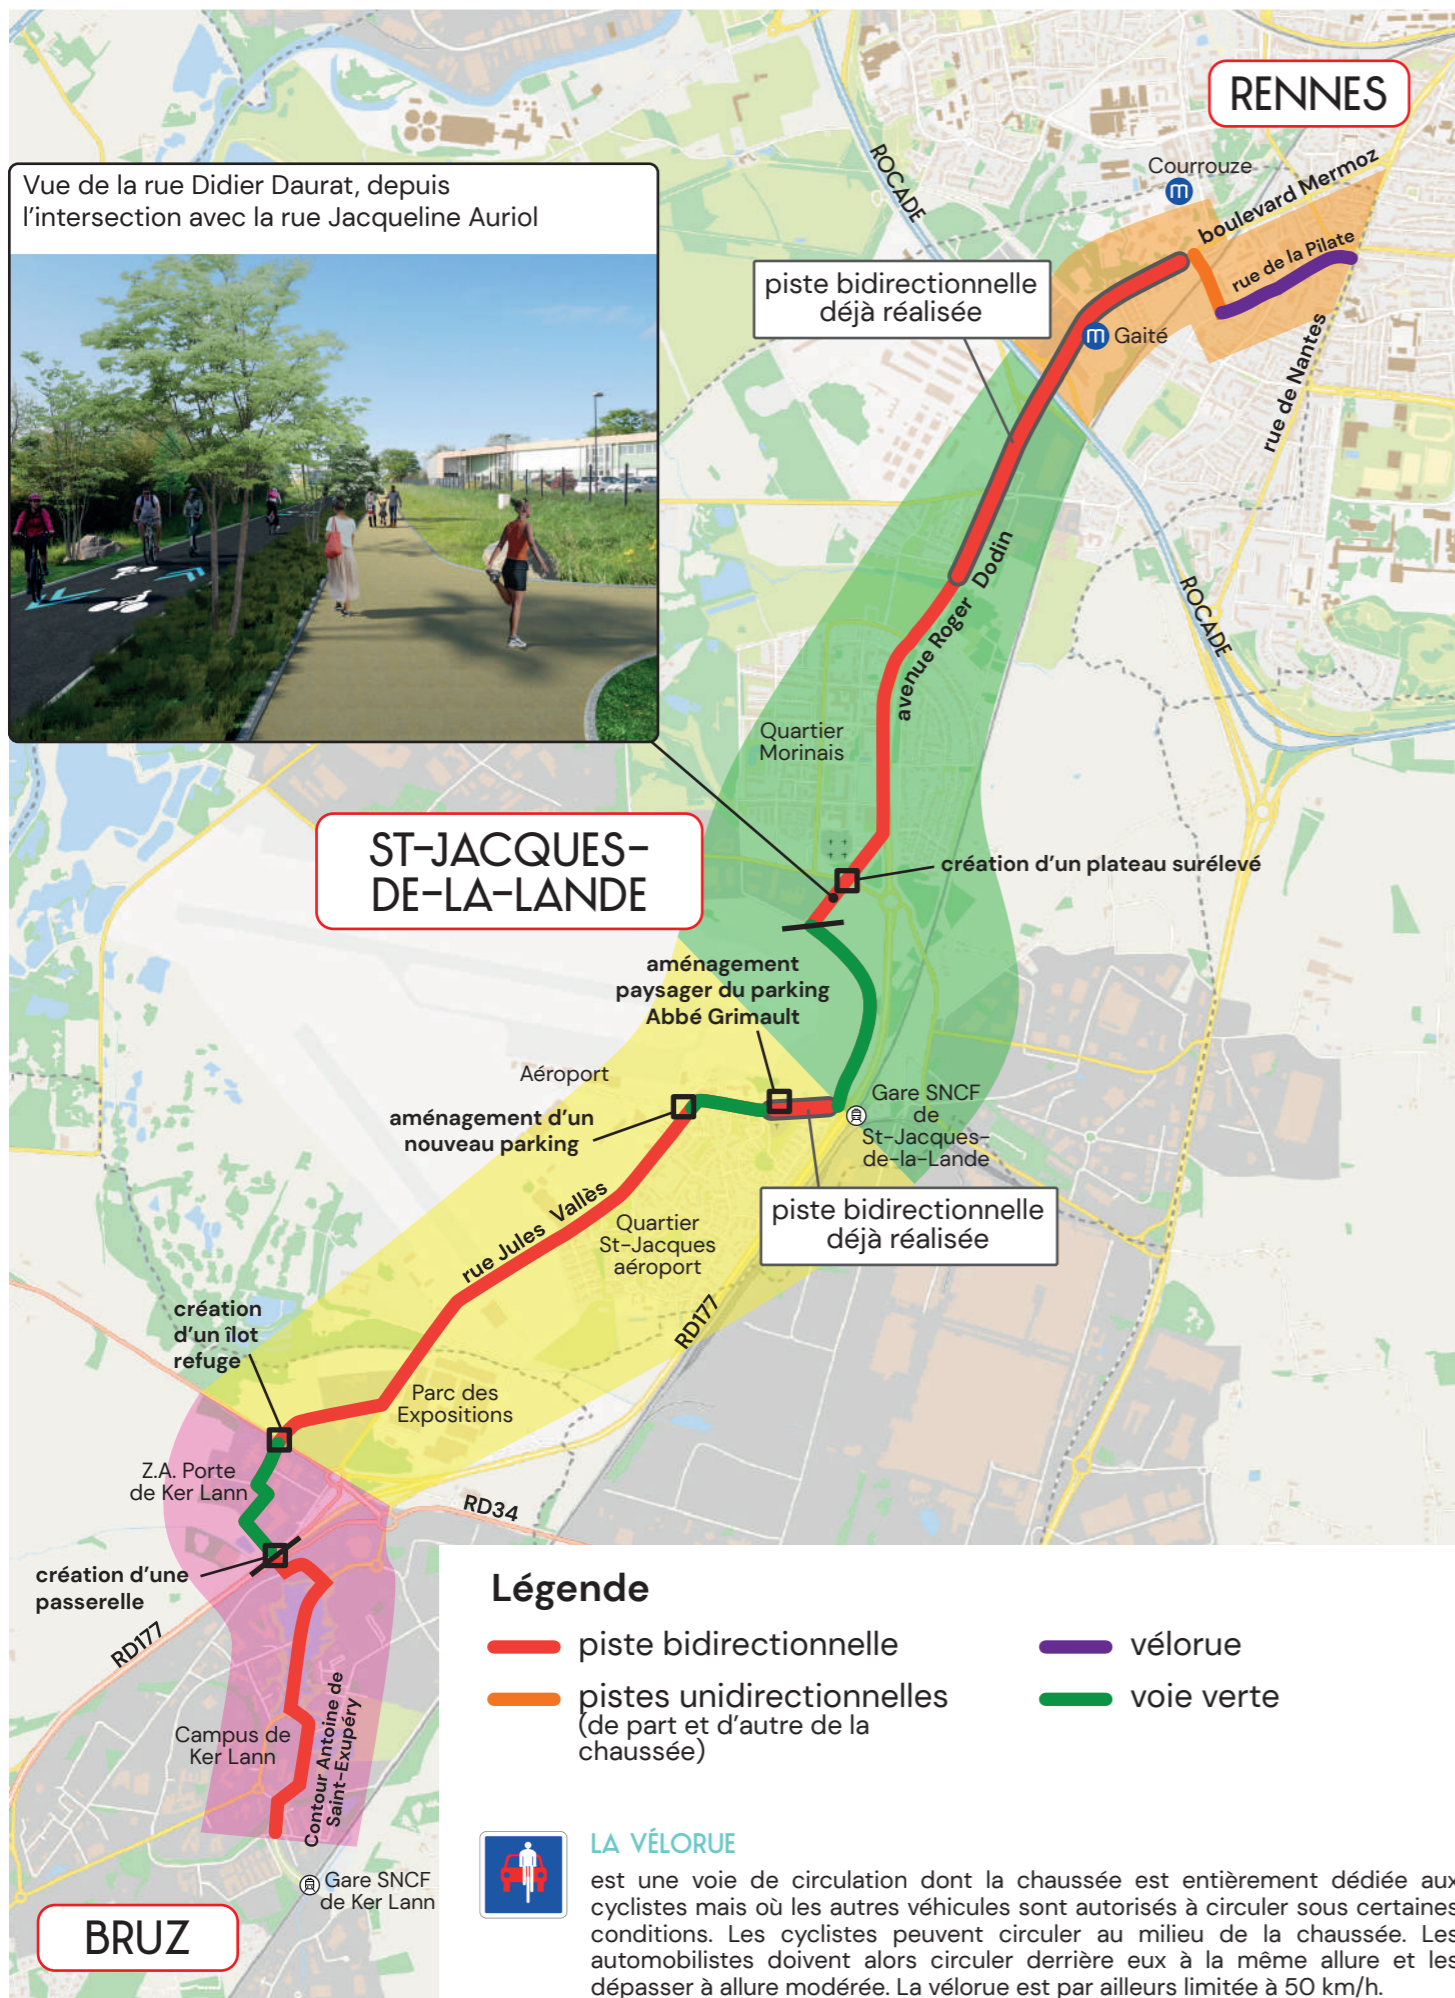 RENNES
Vue de la rue Didier Daurat, depuis
l'intersection avec la rue Jacqueline Auriol
ROCADE
Courrouze
m
boulevard Mermoz
rue de la Pilate
piste bidirectionnelle
déjà réalisée
m Gaité
rue de Nantes
avenue Roger Dodin
ROCADE
Quartier
Morinais
ST-JACQUES-
DE-LA-LANDE
création d'un plateau surélevé
aménagement
paysager du parking
Abbé Grimault
Aéroport
aménagement d'un
nouveau parking
Gare SNCF
de
St-Jacques-
de-la-Lande
piste bidirectionnelle
déjà réalisée
rue Jules Vallès
Quartier
St-Jacques
aéroport
RD177
création
d'un îlot
refuge
Parc des
Expositions
Z.A. Porte
de Ker Lann
RD34
création d'une
passerelle
RD177
Campus de
Ker Lann
Contour Antoine de
Saint-Exupéry
Gare SNCF
de Ker Lann
BRUZ
Légende
piste bidirectionnelle
pistes unidirectionnelles
(de part et d'autre de la
chaussée)
vélorue
voie verte
LA VÉLORUE
est une voie de circulation dont la chaussée est entièrement dédiée aux
cyclistes mais où les autres véhicules sont autorisés à circuler sous certaines
conditions. Les cyclistes peuvent circuler au milieu de la chaussée. Les
automobilistes doivent alors circuler derrière eux à la même allure et les
dépasser à allure modérée. La vélorue est par ailleurs limitée à 50 km/h.